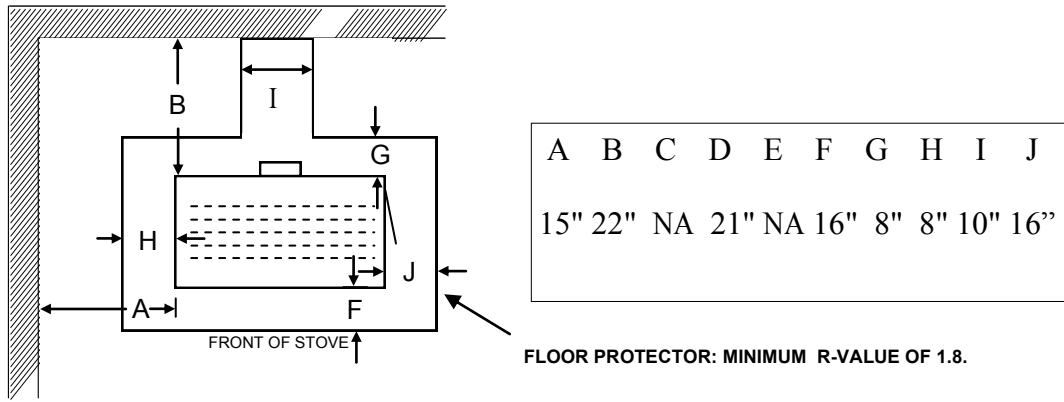 B
I
G
H
J
A
F
FRONT OF STOVE
A B C D E F G H I J
15" 22" NA 21" NA 16" 8" 8" 10" 16”
FLOOR PROTECTOR: MINIMUM R-VALUE OF 1.8.